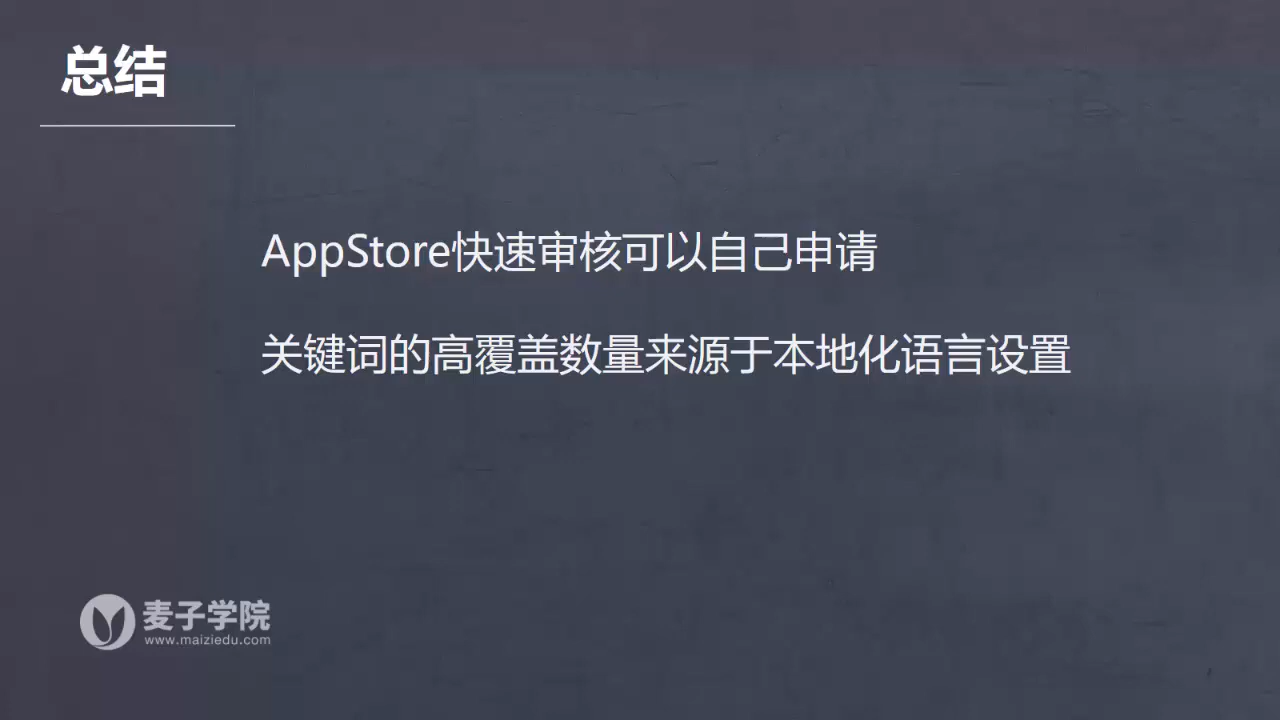 总结
AppStore快速审核可以自己申请
关键词的高覆盖数量来源于本地化语言设置
麦子学院
www.maiziedu.com